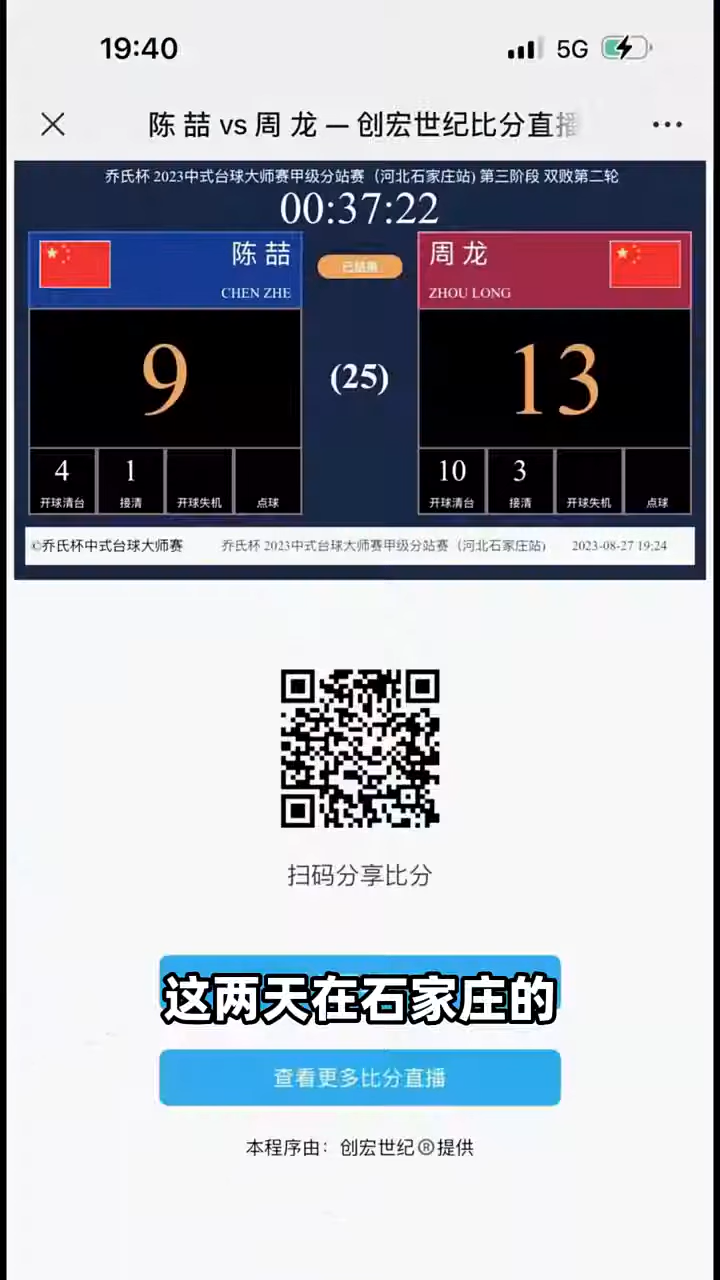 19:40
5G
陈 喆 vs 周 龙 — 创宏世纪比分直播
乔氏杯 2023中式台球大师赛甲级分站赛（河北石家庄站) 第三阶段 双败第二轮
00:37:22
陈 喆
CHEN ZHE
已结束
周 龙
ZHOU LONG
9
(25)
13
4 开球清台
1 接清
开球失机
点球
10 开球清台
3 接清
开球失机
点球
©乔氏杯中式台球大师赛
乔氏杯 2023中式台球大师赛甲级分站赛（河北石家庄站)
2023-08-27 19:24
扫码分享比分
这两天在石家庄的
查看更多比分直播
本程序由：创宏世纪®提供